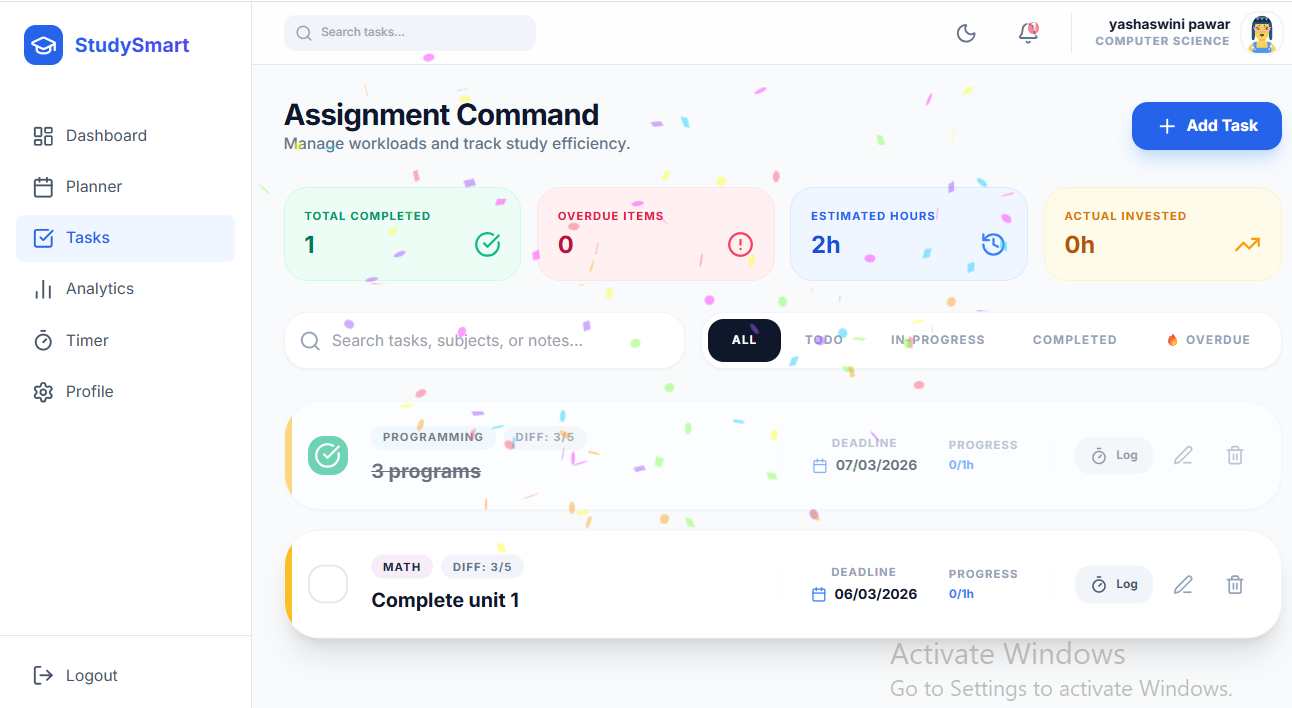 StudySmart
Search tasks...
1
yashaswini pawar
COMPUTER SCIENCE
Dashboard
Planner
Tasks
Analytics
Timer
Profile
Logout
Assignment Command
Manage workloads and track study efficiency.
Add Task
TOTAL COMPLETED
1
OVERDUE ITEMS
0
ESTIMATED HOURS
2h
ACTUAL INVESTED
0h
Search tasks, subjects, or notes...
ALL TODO IN-PROGRESS COMPLETED 🔥 OVERDUE
PROGRAMMING DIFF: 3/5
3 programs
DEADLINE
07/03/2026
PROGRESS
0/1h
Log
MATH DIFF: 3/5
Complete unit 1
DEADLINE
06/03/2026
PROGRESS
0/1h
Log
Activate Windows
Go to Settings to activate Windows.